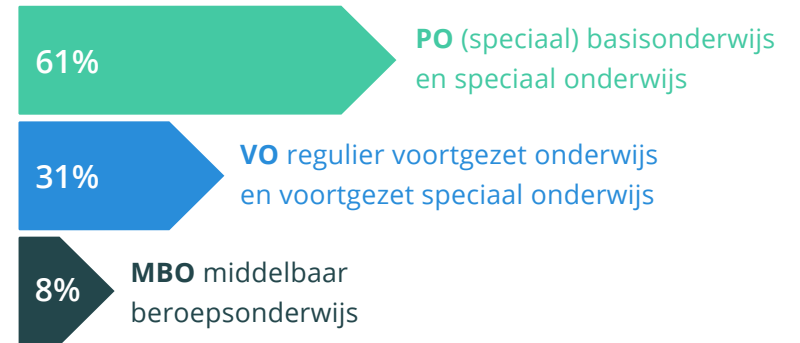 61%
PO (speciaal) basisonderwijs
en speciaal onderwijs
31%
VO regulier voortgezet onderwijs
en voortgezet speciaal onderwijs
8%
MBO middelbaar
beroepsonderwijs